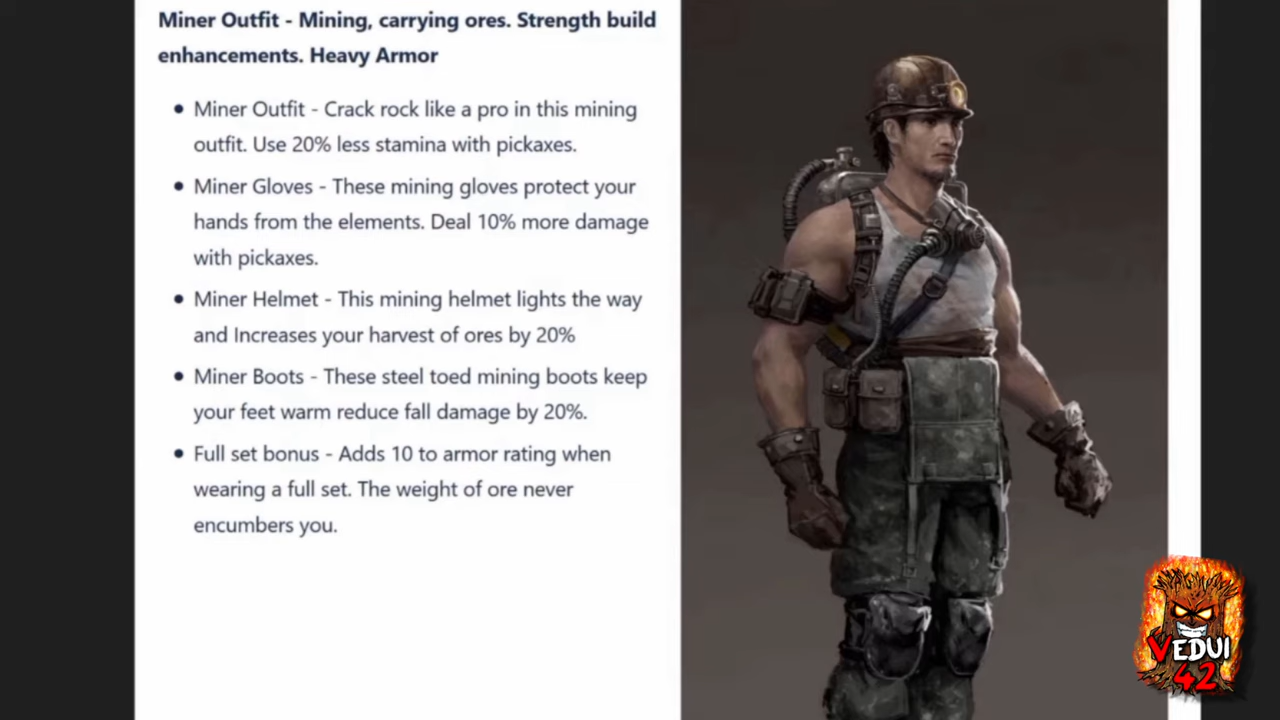 Miner Outfit - Mining, carrying ores. Strength build
enhancements. Heavy Armor
Miner Outfit - Crack rock like a pro in this mining
outfit. Use 20% less stamina with pickaxes.
Miner Gloves - These mining gloves protect your
hands from the elements. Deal 10% more damage
with pickaxes.
Miner Helmet - This mining helmet lights the way
and Increases your harvest of ores by 20%
Miner Boots - These steel toed mining boots keep
your feet warm reduce fall damage by 20%.
Full set bonus - Adds 10 to armor rating when
wearing a full set. The weight of ore never
encumbers you.
VEDUI
42